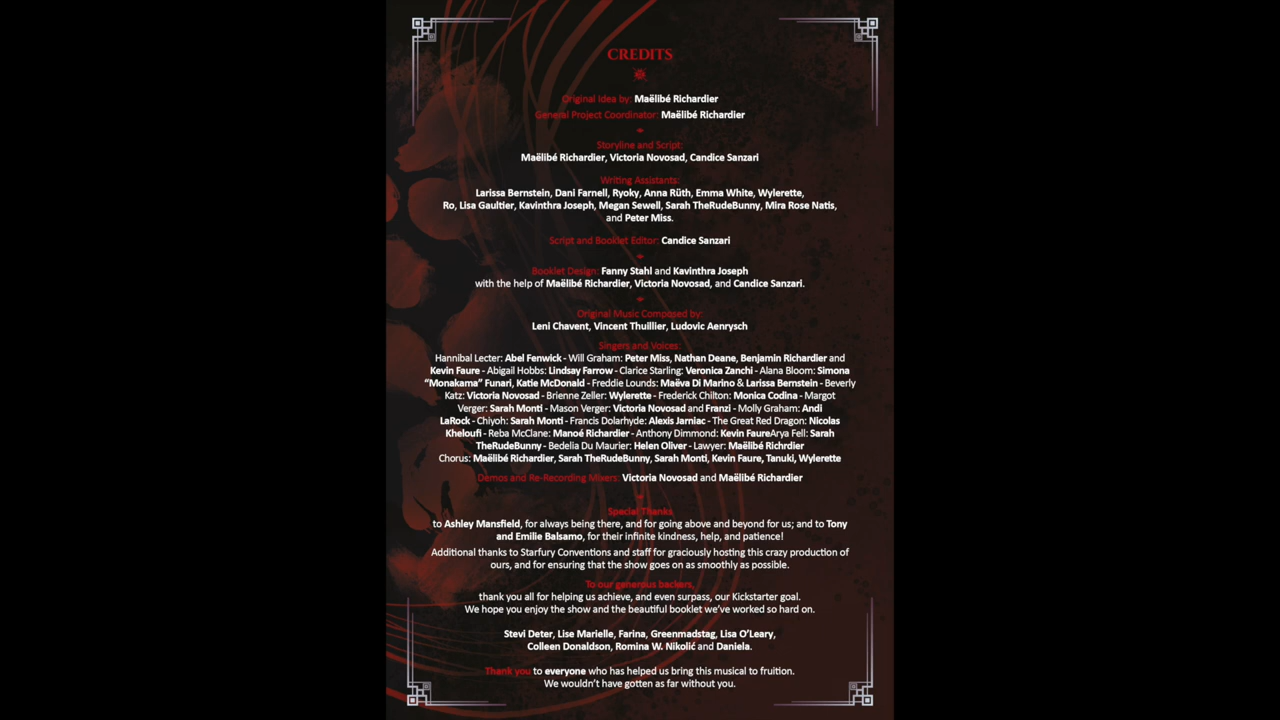 CREDITS
Original Idea by: Maëlibé Richardier
General Project Coordinator: Maëlibé Richardier
Storyline and Script:
Maëlibé Richardier, Victoria Novosad, Candice Sanzari
Writing Assistants:
Larissa Bernstein, Dani Farnell, Ryoky, Anna Rüth, Emma White, Wylerette,
Ro, Lisa Gaultier, Kavinthra Joseph, Megan Sewell, Sarah TheRudeBunny, Mira Rose Natis,
and Peter Miss.
Script and Booklet Editor: Candice Sanzari
Booklet Design: Fanny Stahl and Kavinthra Joseph
with the help of Maëlibé Richardier, Victoria Novosad, and Candice Sanzari.
Original Music Composed by:
Leni Chavent, Vincent Thuillier, Ludovic Aenrysch
Singers and Voices:
Hannibal Lecter: Abel Fenwick - Will Graham: Peter Miss, Nathan Deane, Benjamin Richardier and
Kevin Faure - Abigail Hobbs: Lindsay Farrow - Clarice Starling: Veronica Zanchi - Alana Bloom: Simona
“Monakama” Funari, Katie McDonald - Freddie Lounds: Maëva Di Marino & Larissa Bernstein - Beverly
Katz: Victoria Novosad - Brienne Zeller: Wylerette - Frederick Chilton: Monica Codina - Margot
Verger: Sarah Monti - Mason Verger: Victoria Novosad and Franzi - Molly Graham: Andi
LaRock - Chiyoh: Sarah Monti - Francis Dolarhyde: Alexis Jarniac - The Great Red Dragon: Nicolas
Kheloufi - Reba McClane: Manoé Richardier - Anthony Dimmond: Kevin FaureArya Fell: Sarah
TheRudeBunny - Bedelia Du Maurier: Helen Oliver - Lawyer: Maëlibé Richrdier
Chorus: Maëlibé Richardier, Sarah TheRudeBunny, Sarah Monti, Kevin Faure, Tanuki, Wylerette
Demos and Re-Recording Mixers: Victoria Novosad and Maëlibé Richardier
Special Thanks
to Ashley Mansfield, for always being there, and for going above and beyond for us; and to Tony
and Emilie Balsamo, for their infinite kindness, help, and patience!
Additional thanks to Starfury Conventions and staff for graciously hosting this crazy production of
ours, and for ensuring that the show goes on as smoothly as possible.
To our generous backers,
thank you all for helping us achieve, and even surpass, our Kickstarter goal.
We hope you enjoy the show and the beautiful booklet we’ve worked so hard on.
Stevi Deter, Lise Marielle, Farina, Greenmadstag, Lisa O’Leary,
Colleen Donaldson, Romina W. Nikolić and Daniela.
Thank you to everyone who has helped us bring this musical to fruition.
We wouldn’t have gotten as far without you.